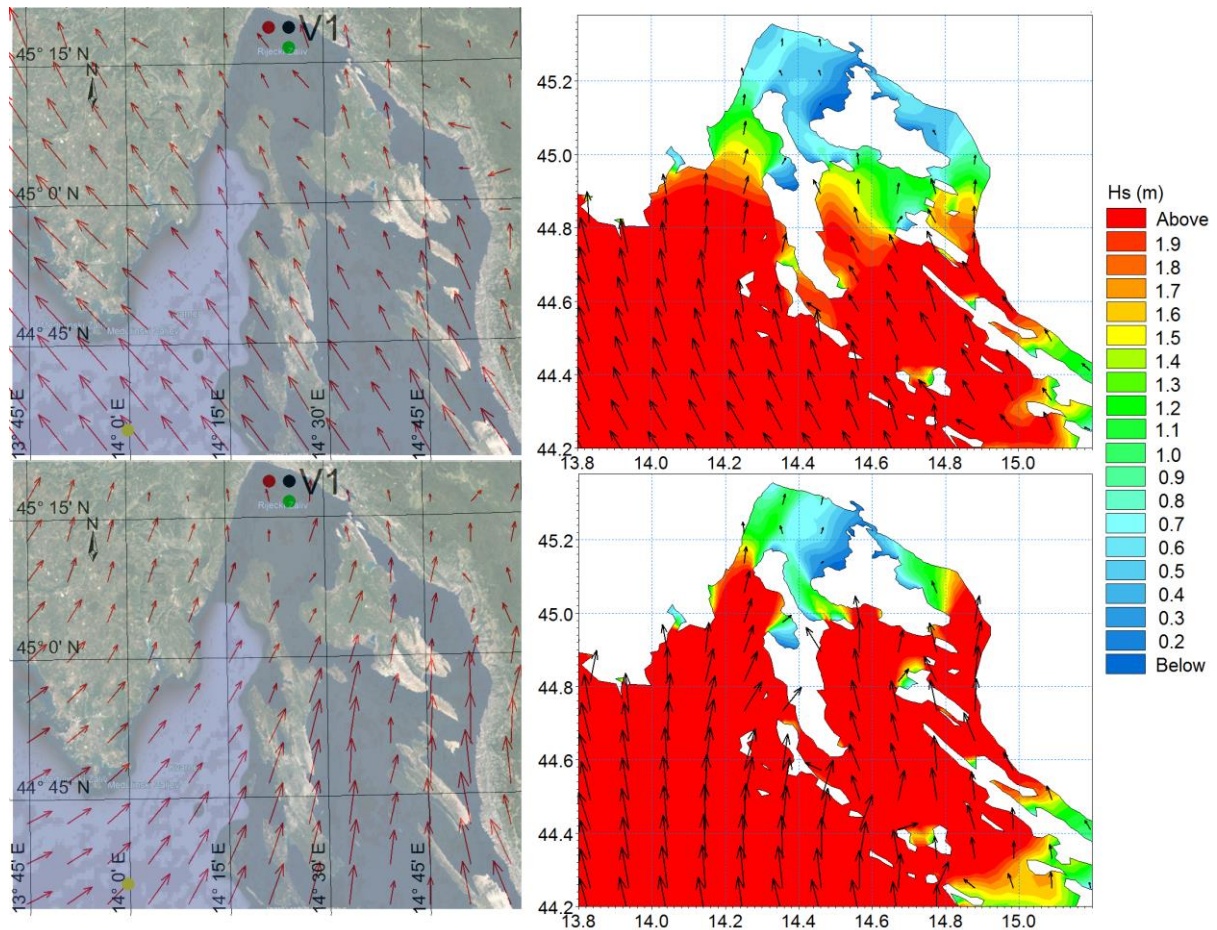 V1
Rijecki Zaliv
45° 15' N
N
45° 0' N
44° 45' N
13° 45' E
14° 0' E
14° 15' E
14° 30' E
14° 45' E
45.2
45.0
44.8
44.6
44.4
44.2
13.8 14.0 14.2 14.4 14.6 14.8 15.0
Hs (m)
Above
1.9
1.8
1.7
1.6
1.5
1.4
1.3
1.2
1.1
1.0
0.9
0.8
0.7
0.6
0.5
0.4
0.3
0.2
Below
V1
Rijecki Zaliv
45° 15' N
N
45° 0' N
44° 45' N
13° 45' E
14° 0' E
14° 15' E
14° 30' E
14° 45' E
45.2
45.0
44.8
44.6
44.4
44.2
13.8 14.0 14.2 14.4 14.6 14.8 15.0